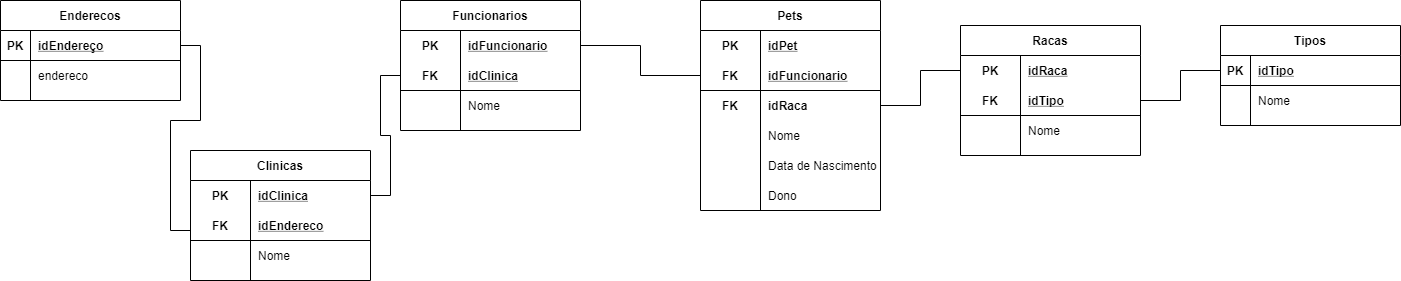 Enderecos
PK idEndereço
endereco
Clinicas
PK idClinica
FK idEndereco
Nome
Funcionarios
PK idFuncionario
FK idClinica
Nome
Pets
PK idPet
FK idFuncionario
FK idRaca
Nome
Data de Nascimento
Dono
Racas
PK idRaca
FK idTipo
Nome
Tipos
PK idTipo
Nome